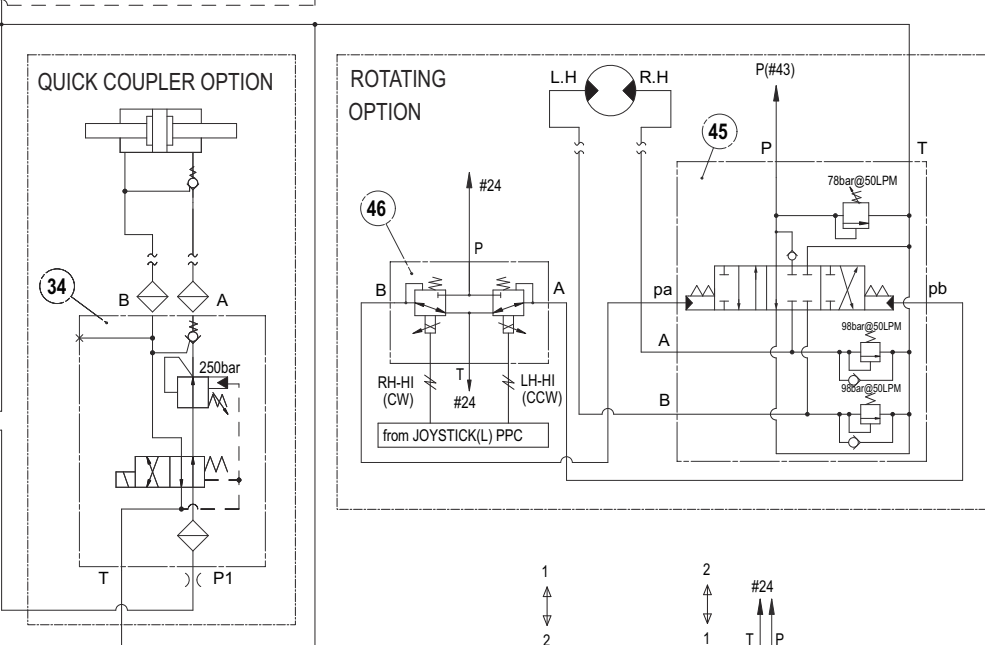 QUICK COUPLER OPTION
34
B
A
250bar
T
P1
ROTATING
OPTION
L.H
R.H
P(#43)
45
P
T
78bar@50LPM
#24
46
P
B
A
pa
pb
98bar@50LPM
A
98bar@50LPM
B
RH-HI
(CW)
T
#24
LH-HI
(CCW)
from JOYSTICK(L) PPC
1
2
2
1
#24
T
P